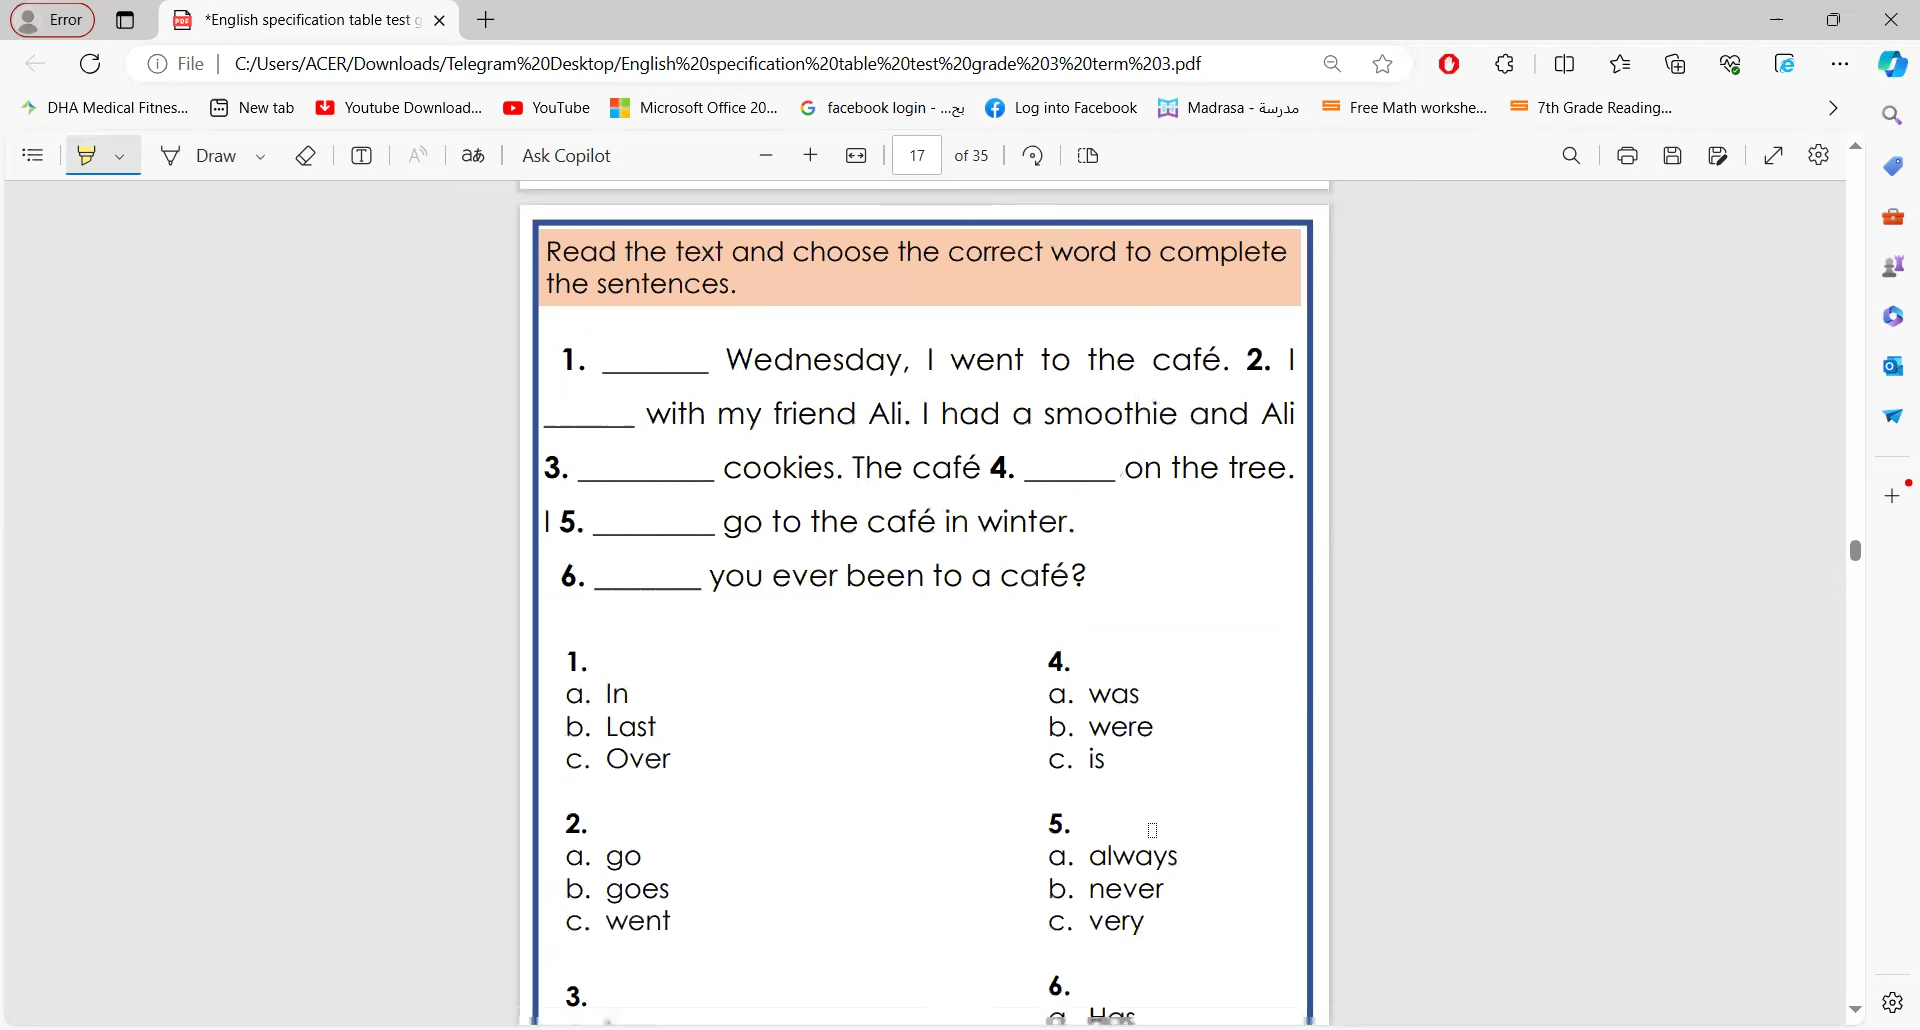 Error
*English specification table test g
File
C:/Users/ACER/Downloads/Telegram%20Desktop/English%20specification%20table%20test%20grade%203%20term%203.pdf
DHA Medical Fitnes...
New tab
Youtube Download...
YouTube
Microsoft Office 20...
facebook login - ...بح
Log into Facebook
Madrasa - مدرسة
Free Math workshe...
7th Grade Reading...
Draw
Ask Copilot
17 of 35
Read the text and choose the correct word to complete
the sentences.
1. _______ Wednesday, I went to the café. 2. I
______ with my friend Ali. I had a smoothie and Ali
3. _________ cookies. The café 4. ______ on the tree.
I 5. ________ go to the café in winter.
6. _______ you ever been to a café?
1.
a. In
b. Last
c. Over
2.
a. go
b. goes
c. went
3.
4.
a. was
b. were
c. is
5.
a. always
b. never
c. very
6.
a. Has